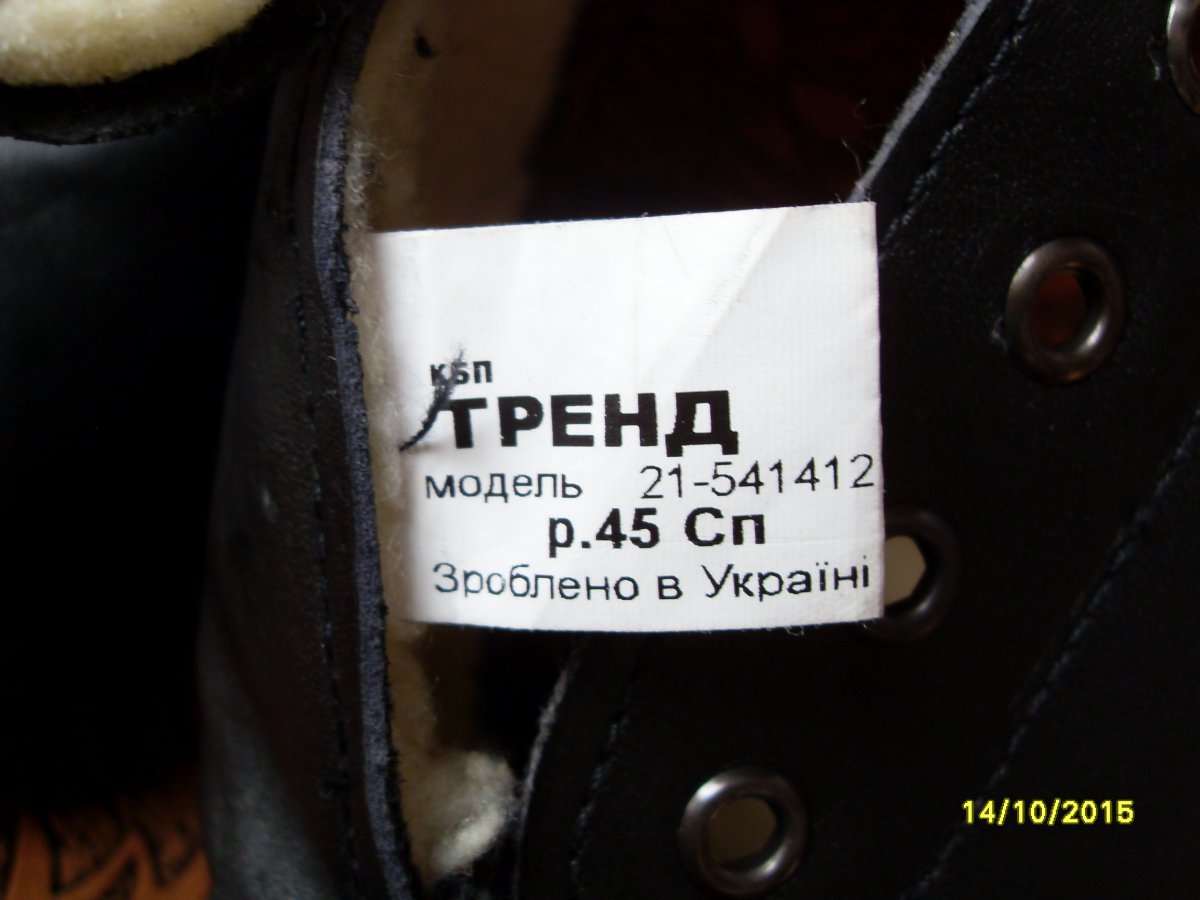 КБП
ТРЕНД
модель 21-541412
р.45 Сп
Зроблено в Україні
14/10/2015